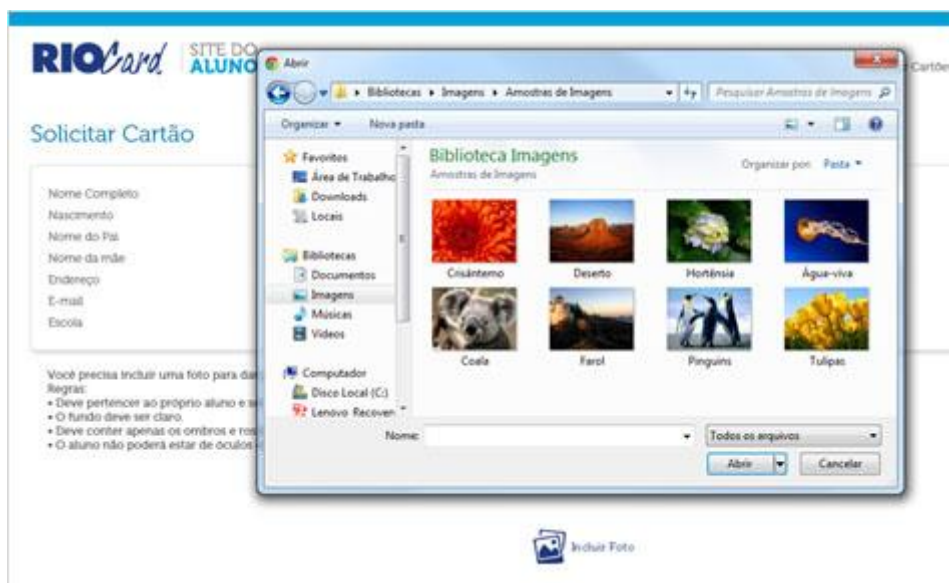 RIOCard SITE DO ALUNO
Cartões
Solicitar Cartão
Nome Completo
Nascimento
Nome do Pai
Nome da mãe
Endereço
E-mail
Escola
Você precisa incluir uma foto para da
Regras:
• Deve pertencer ao próprio aluno e
• O fundo deve ser claro.
• Deve conter apenas os ombros e ros
• O aluno não poderá estar de óculos
Abrir
Bibliotecas Imagens Amostras de Imagens
Pesquisar Amostras de Imagens
Organizar Nova pasta
Favoritos
Área de Trabalho
Downloads
Locais
Bibliotecas
Documentos
Imagens
Músicas
Vídeos
Computador
Disco Local (C:)
Lenovo Recover
Biblioteca Imagens
Amostras de Imagens
Organizar por: Pasta
Crisântemo Deserto Hortênsia Água-viva
Coala Farol Pinguins Tulipas
Nome: Todos os arquivos
Abrir Cancelar
Incluir Foto